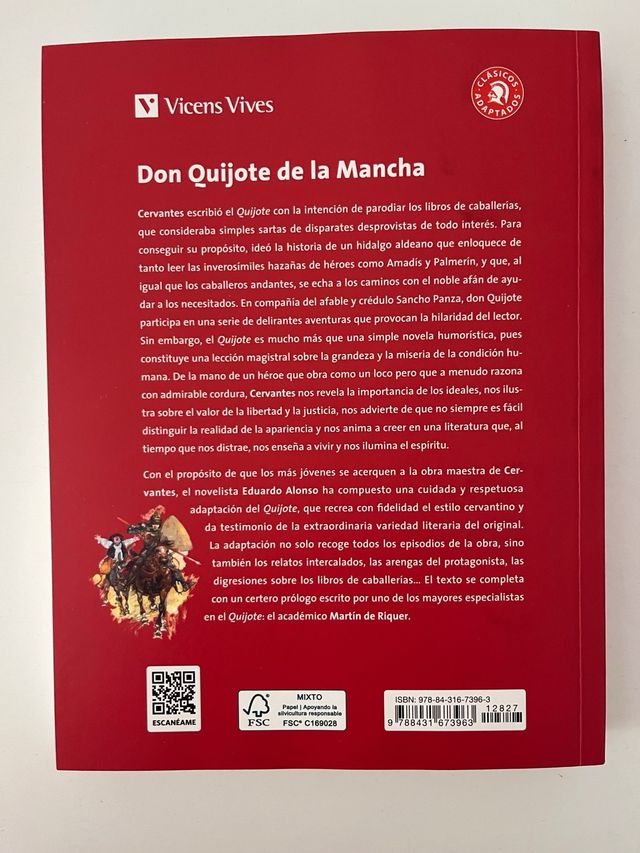 Vicens Vives
CLÁSICOS
ADAPTADOS
Don Quijote de la Mancha
Cervantes escribió el Quijote con la intención de parodiar los libros de caballerías,
que consideraba simples sartas de disparates desprovistas de todo interés. Para
conseguir su propósito, ideó la historia de un hidalgo aldeano que enloquece de
tanto leer las inverosímiles hazañas de héroes como Amadís y Palmerín, y que, al
igual que los caballeros andantes, se echa a los caminos con el noble afán de ayu-
dar a los necesitados. En compañía del afable y crédulo Sancho Panza, don Quijote
participa en una serie de delirantes aventuras que provocan la hilaridad del lector.
Sin embargo, el Quijote es mucho más que una simple novela humorística, pues
constituye una lección magistral sobre la grandeza y la miseria de la condición hu-
mana. De la mano de un héroe que obra como un loco pero que a menudo razona
con admirable cordura, Cervantes nos revela la importancia de los ideales, nos ilus-
tra sobre el valor de la libertad y la justicia, nos advierte de que no siempre es fácil
distinguir la realidad de la apariencia y nos anima a creer en una literatura que, al
tiempo que nos distrae, nos enseña a vivir y nos ilumina el espíritu.
Con el propósito de que los más jóvenes se acerquen a la obra maestra de Cer-
vantes, el novelista Eduardo Alonso ha compuesto una cuidada y respetuosa
adaptación del Quijote, que recrea con fidelidad el estilo cervantino y
da testimonio de la extraordinaria variedad literaria del original.
La adaptación no solo recoge todos los episodios de la obra, sino
también los relatos intercalados, las arengas del protagonista, las
digresiones sobre los libros de caballerías... El texto se completa
con un certero prólogo escrito por uno de los mayores especialistas
en el Quijote: el académico Martín de Riquer.
ESCANÉAME
FSC
MIXTO
Papel | Apoyando la
silvicultura responsable
FSC® C169028
ISBN: 978-84-316-7396-3
12827
9 788431 673963